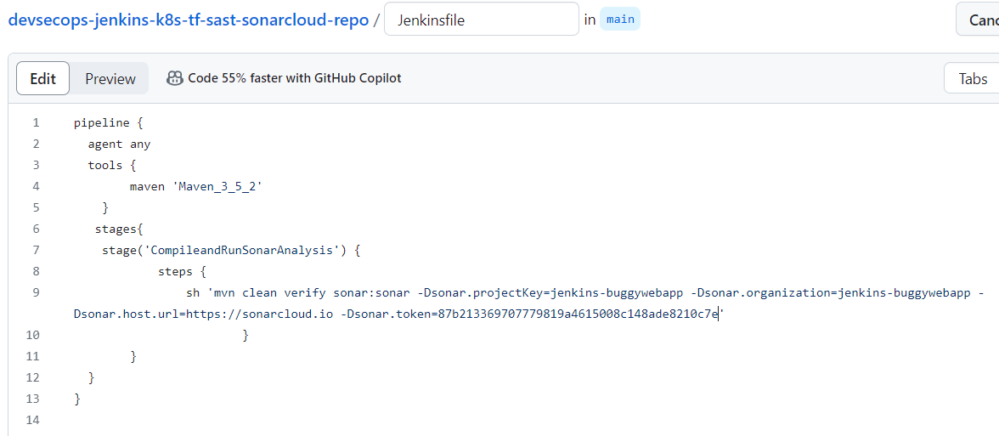 devsecops-jenkins-k8s-tf-sast-sonarcloud-repo / Jenkinsfile in main Canc
Edit Preview Code 55% faster with GitHub Copilot Tabs
1 pipeline {
2 agent any
3 tools {
4 maven 'Maven_3_5_2'
5 }
6 stages{
7 stage('CompileandRunSonarAnalysis') {
8 steps {
9 sh 'mvn clean verify sonar:sonar -Dsonar.projectKey=jenkins-buggywebapp -Dsonar.organization=jenkins-buggywebapp -
Dsonar.host.url=https://sonarcloud.io -Dsonar.token=87b213369707779819a4615008c148ade8210c7e'
10 }
11 }
12 }
13 }
14